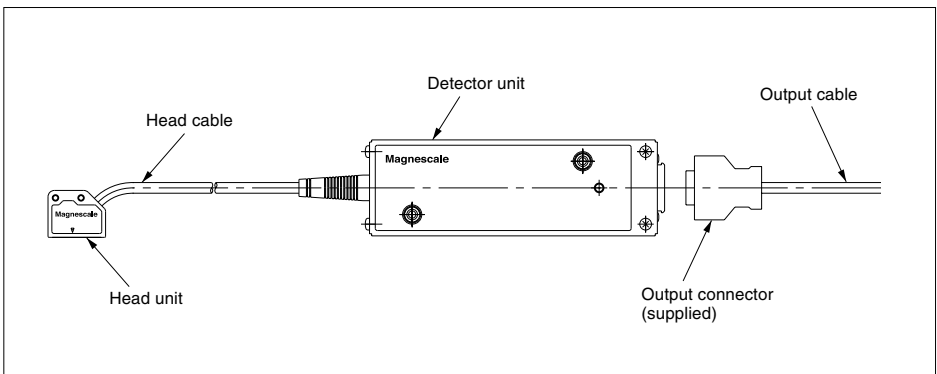 Detector unit
Output cable
Head cable
Magnescale
Magnescale
Head unit
Output connector
(supplied)